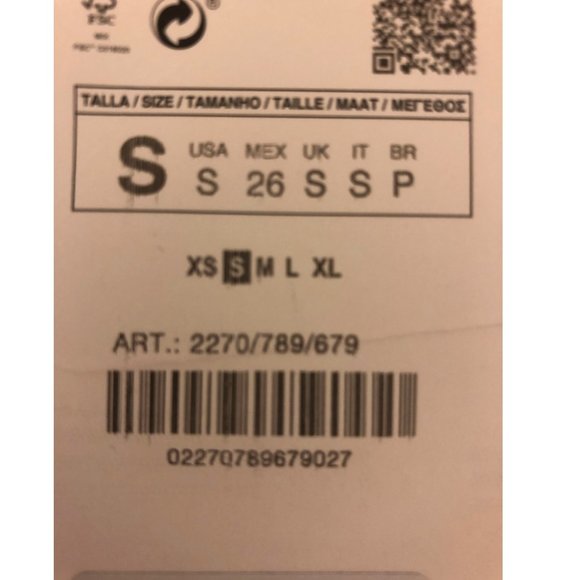 FSC
®
TALLA / SIZE / TAMANHO / TAILLE / MAAT / ΜΕΓΕΘΟΣ
USA MEX UK IT BR
S S 26 S S P
XS S M L XL
ART.: 2270/789/679
02270789679027